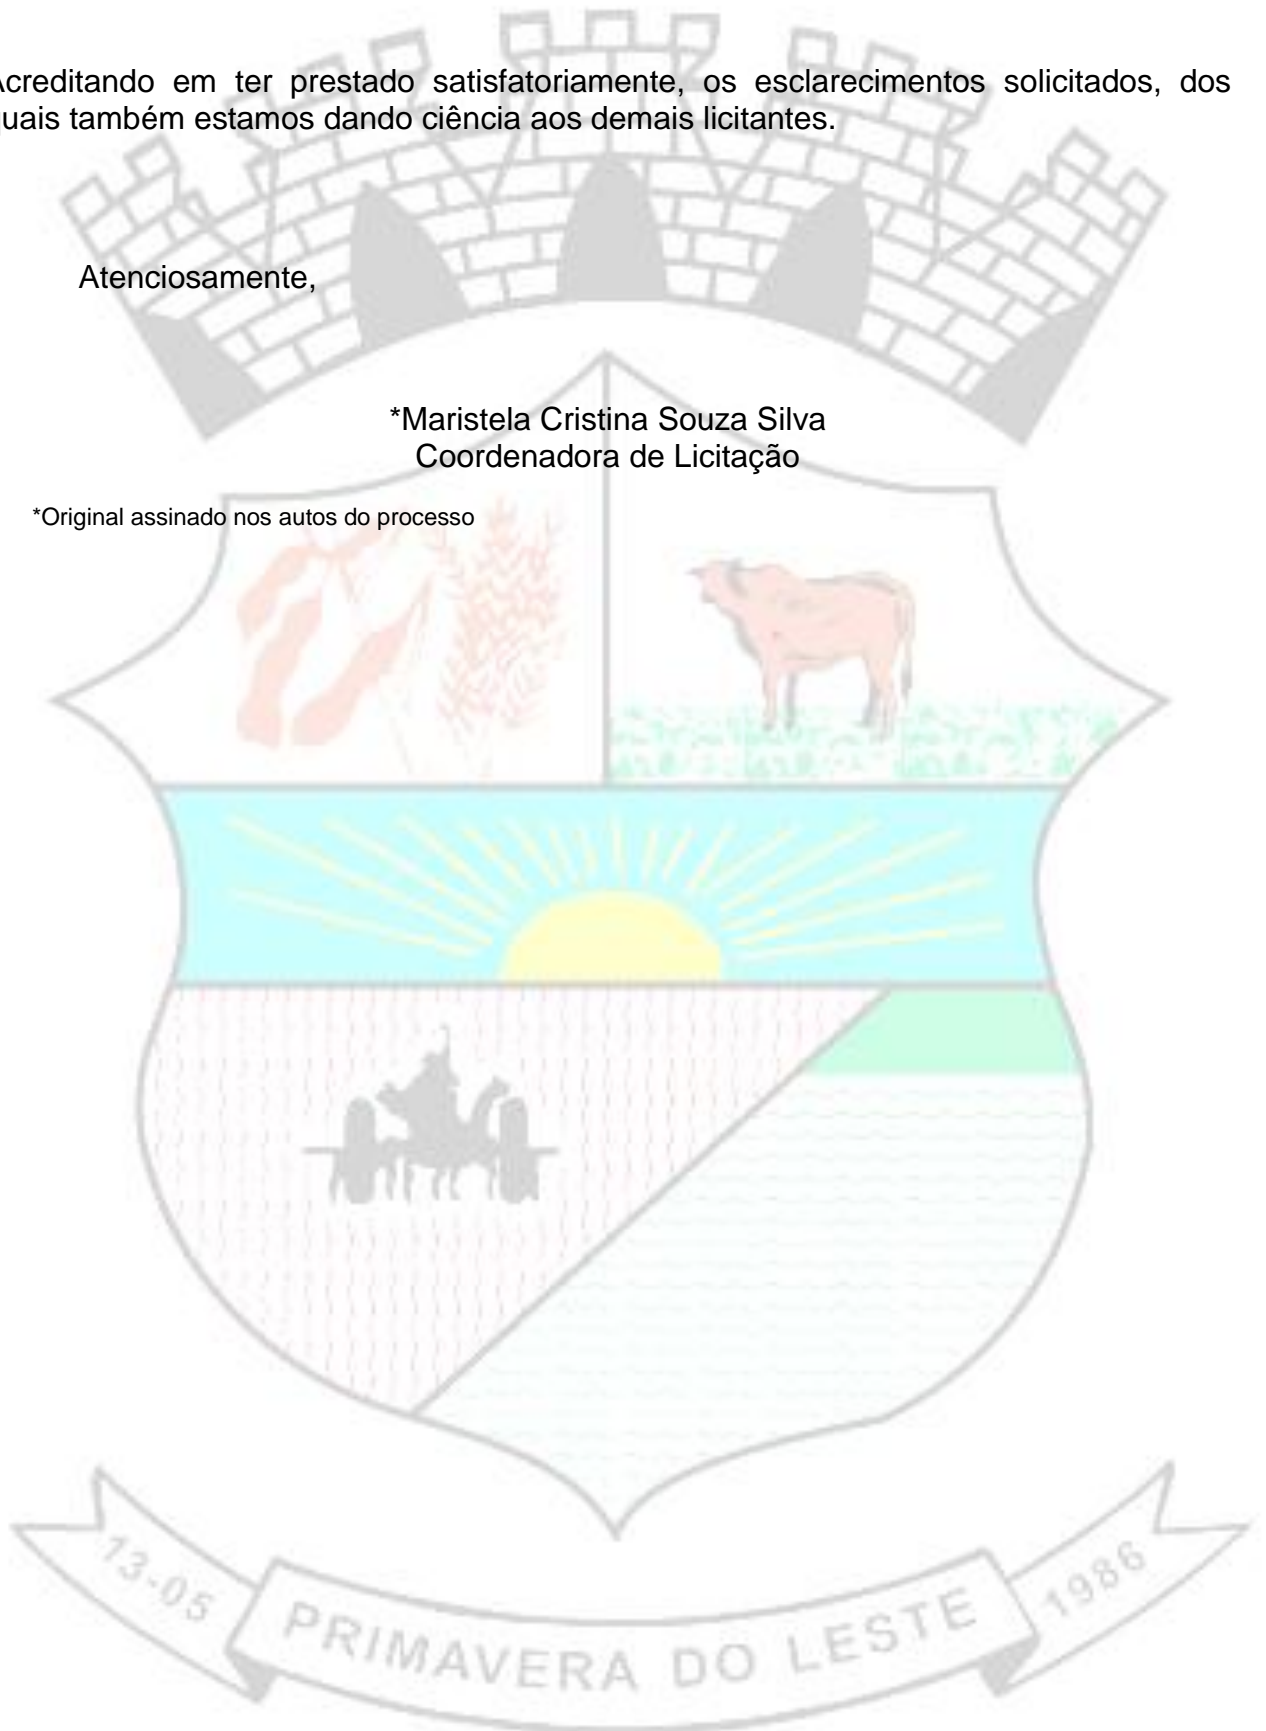 Acreditando em ter prestado satisfatoriamente, os esclarecimentos solicitados, dos
quais também estamos dando ciência aos demais licitantes.
Atenciosamente,
*Maristela Cristina Souza Silva
Coordenadora de Licitação
*Original assinado nos autos do processo
13-05
PRIMAVERA DO LESTE
1986